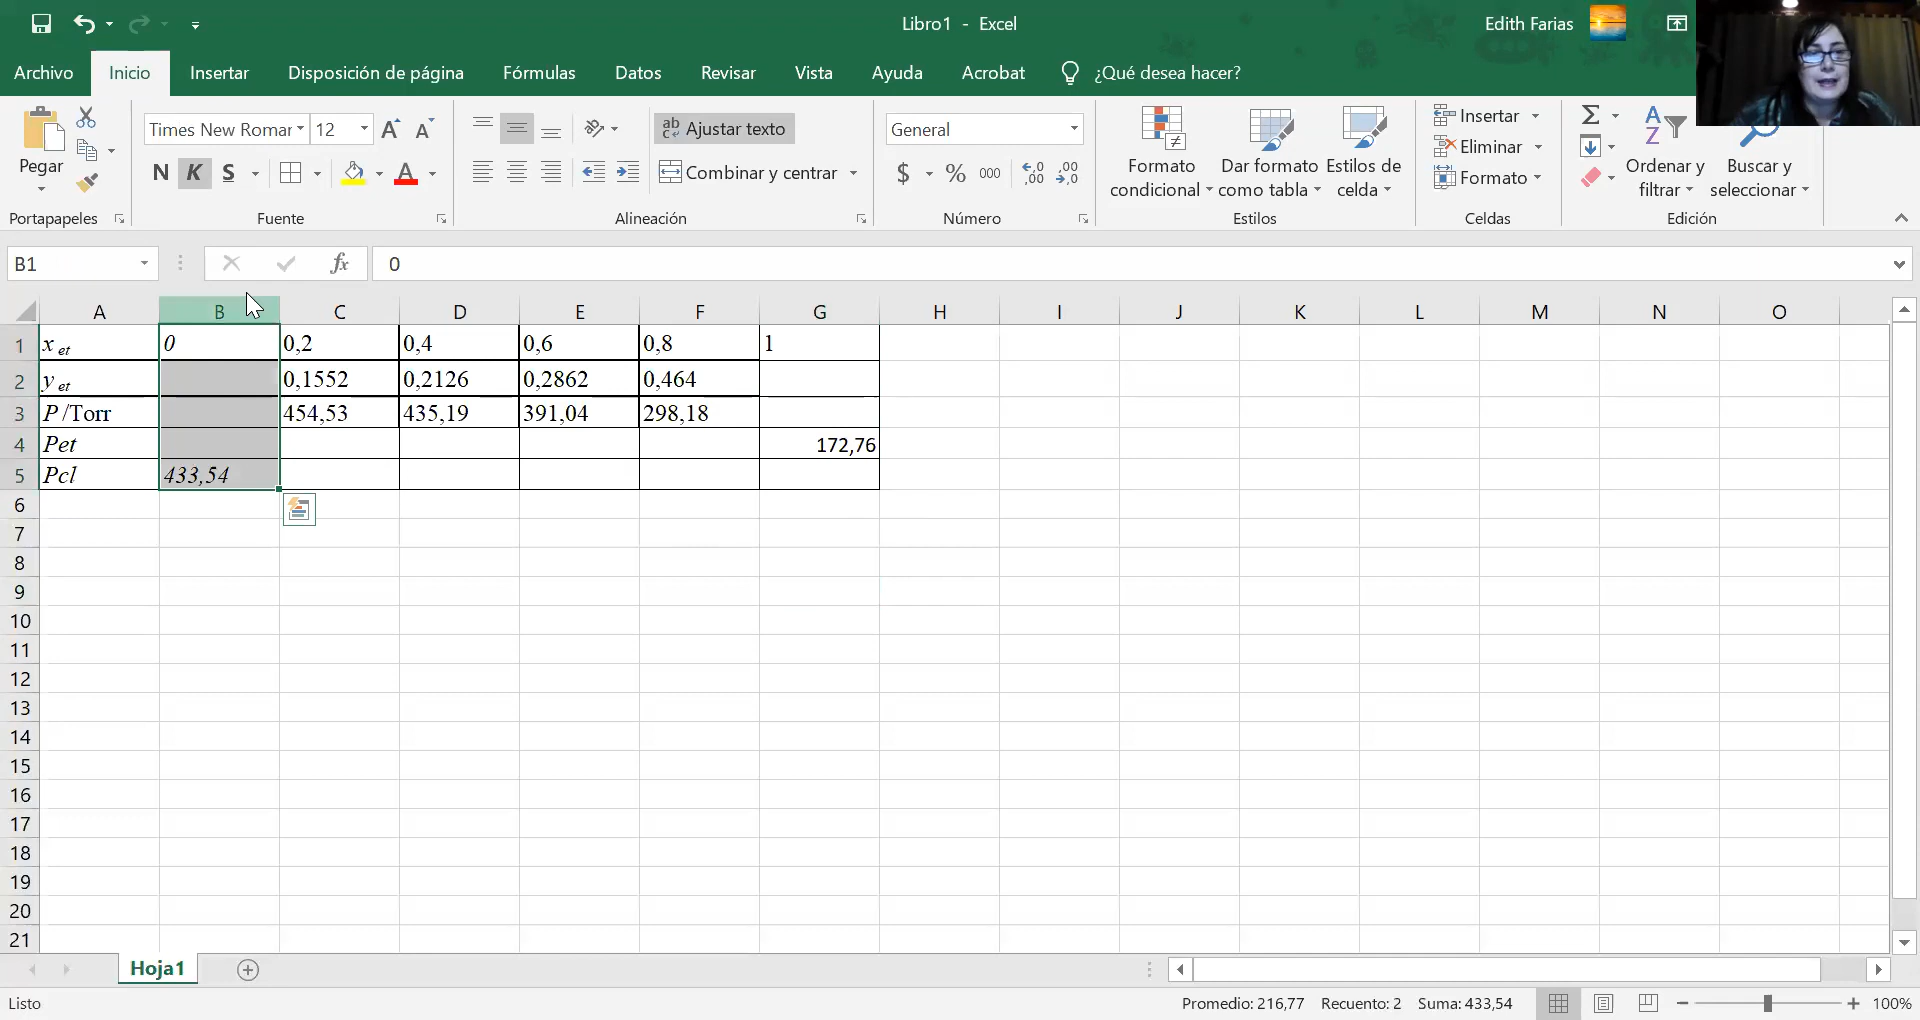 Libro1 - Excel
Edith Farias
Archivo Inicio Insertar Disposición de página Fórmulas Datos Revisar Vista Ayuda Acrobat ¿Qué desea hacer?
Pegar
Portapapeles
Times New Romar 12 A A
N K S A
Fuente
ab Ajustar texto
Combinar y centrar
Alineación
General
$ % 000 ,00 ,00
Número
Formato condicional
Dar formato como tabla
Estilos de celda
Estilos
Insertar
Eliminar
Formato
Celdas
Σ
Ordenar y filtrar
Buscar y seleccionar
Edición
B1 fx 0
A B C D E F G H I J K L M N O
1 x et 0 0,2 0,4 0,6 0,8 1
2 y et 0,1552 0,2126 0,2862 0,464
3 P /Torr 454,53 435,19 391,04 298,18
4 Pet 172,76
5 Pcl 433,54
6
7
8
9
10
11
12
13
14
15
16
17
18
19
20
21
Hoja1
Listo Promedio: 216,77 Recuento: 2 Suma: 433,54 100%